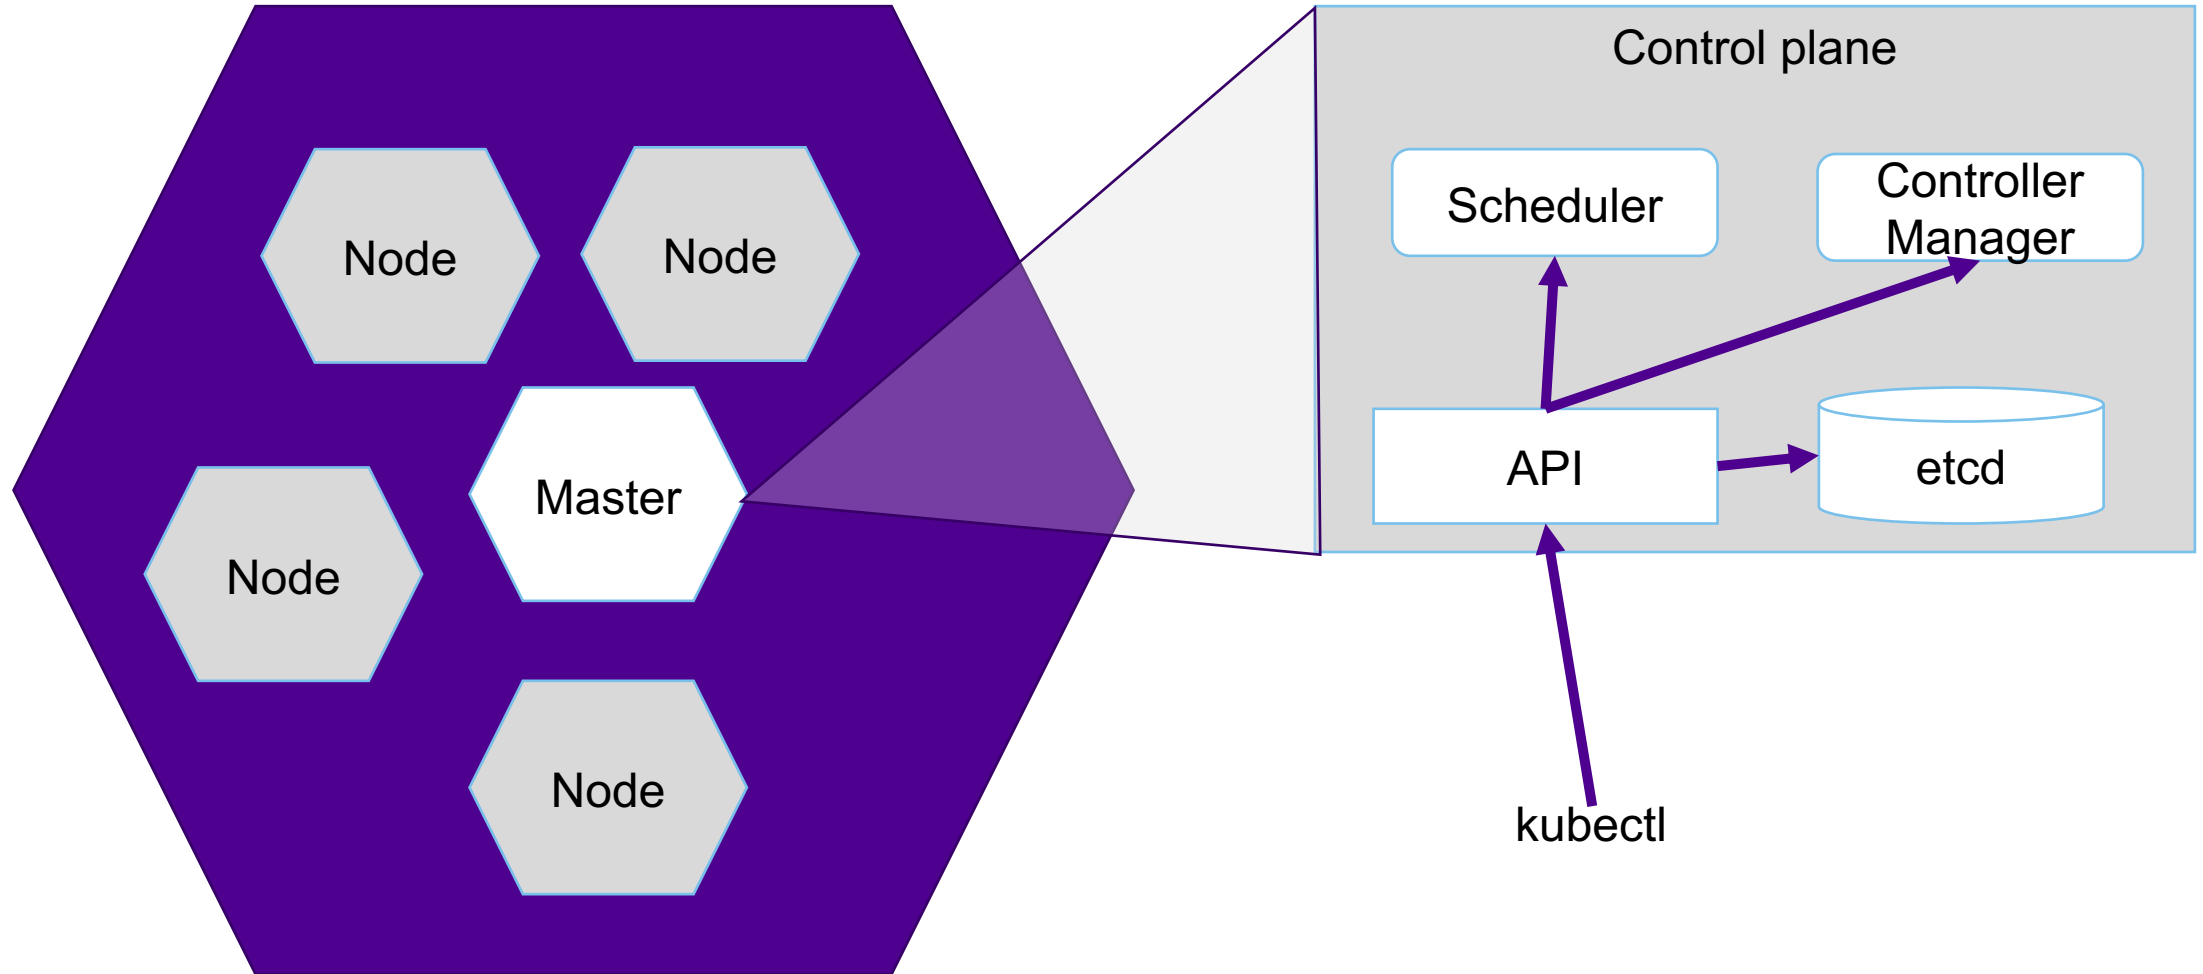 Node
Node
Master
Node
Node
Control plane
Scheduler
Controller
Manager
API
etcd
kubectl